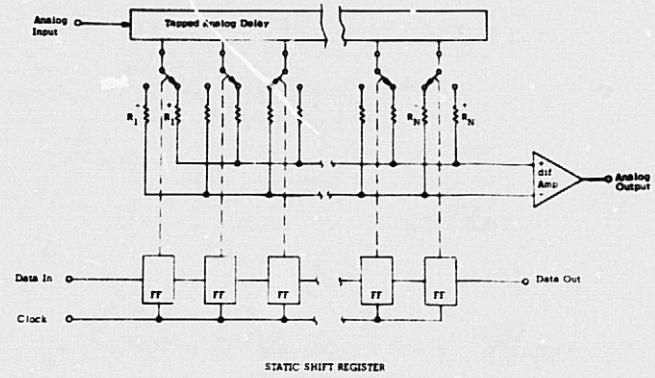 Analog
Input
Tapped Analog Delay
R1 -
R1 +
RN -
RN +
+
dif
Amp
-
Analog
Output
Data In
FF
FF
FF
FF
FF
Data Out
Clock
STATIC SHIFT REGISTER